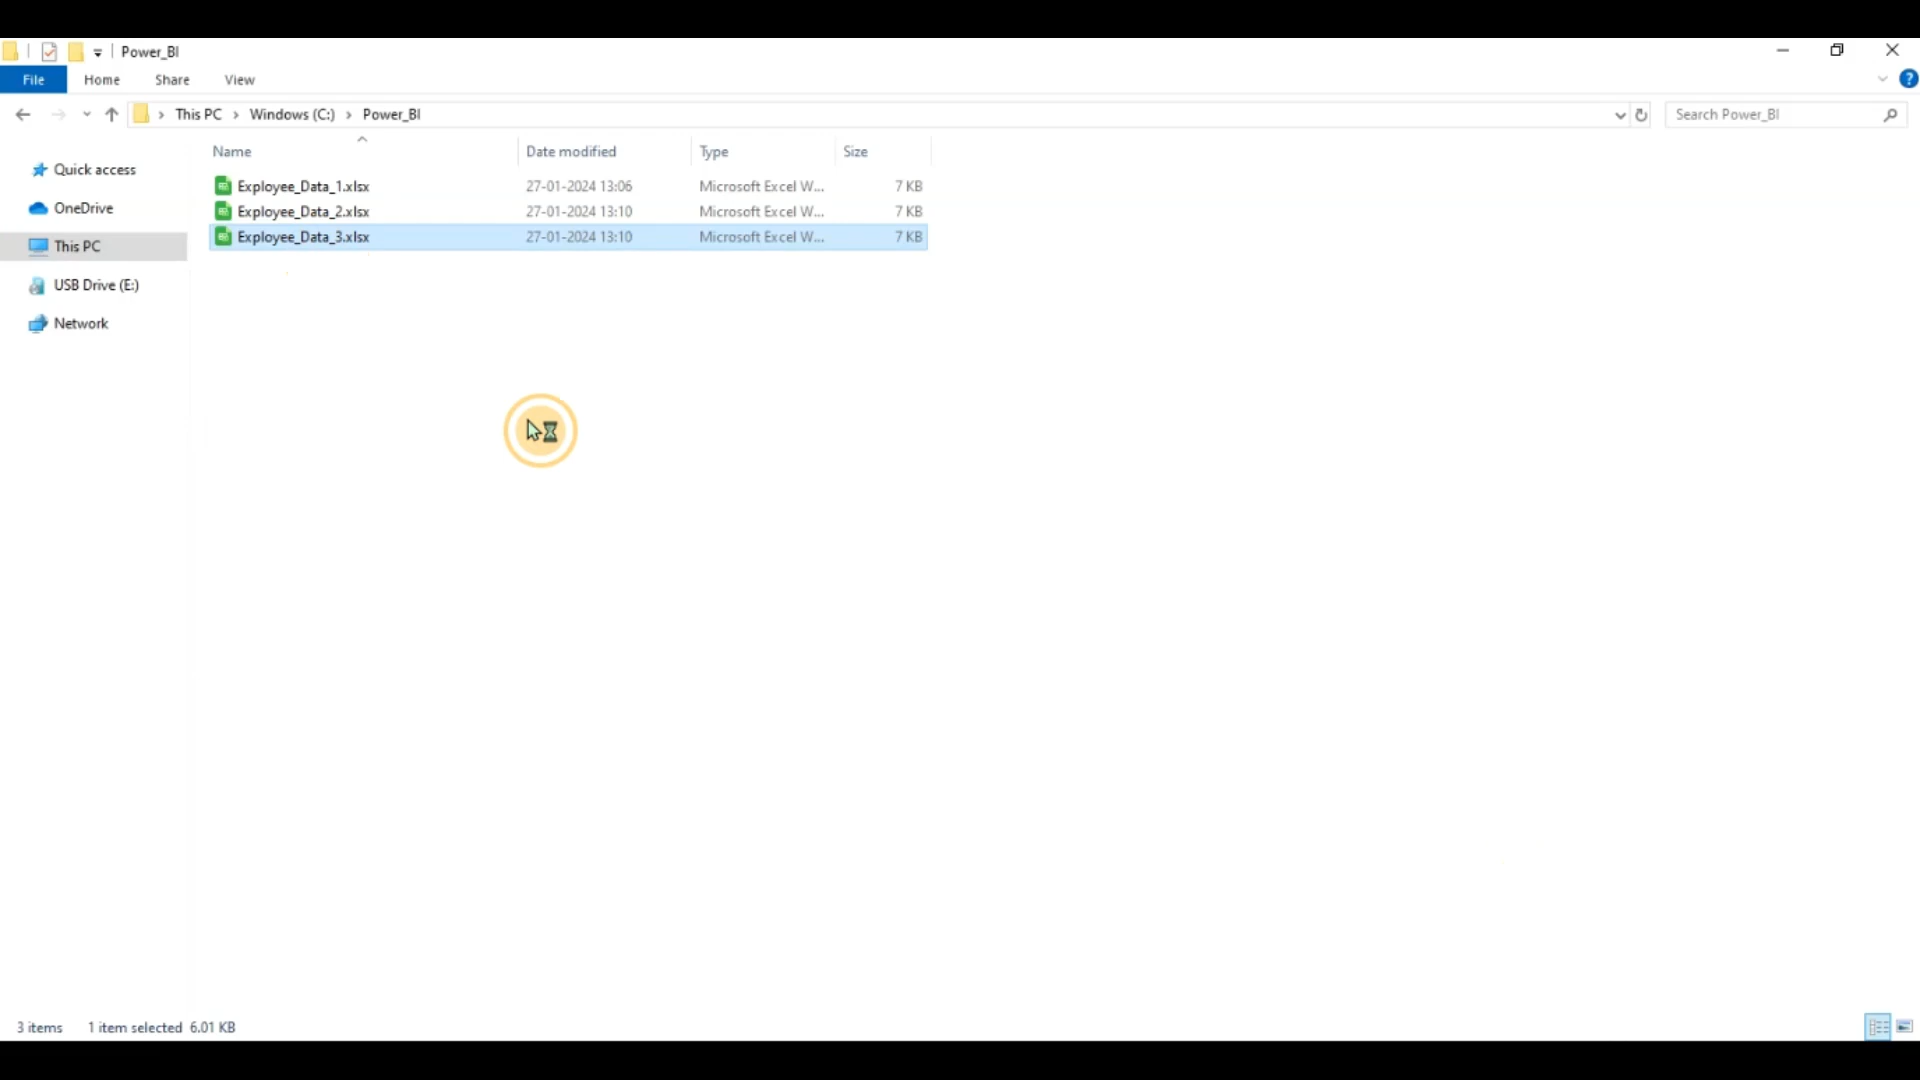 Power_BI
File Home Share View ?
This PC Windows (C:) Power_BI Search Power_BI
Name Date modified Type Size
Quick access
OneDrive
This PC
USB Drive (E:)
Network
Exployee_Data_1.xlsx 27-01-2024 13:06 Microsoft Excel W... 7 KB
Exployee_Data_2.xlsx 27-01-2024 13:10 Microsoft Excel W... 7 KB
Exployee_Data_3.xlsx 27-01-2024 13:10 Microsoft Excel W... 7 KB
3 items 1 item selected 6.01 KB